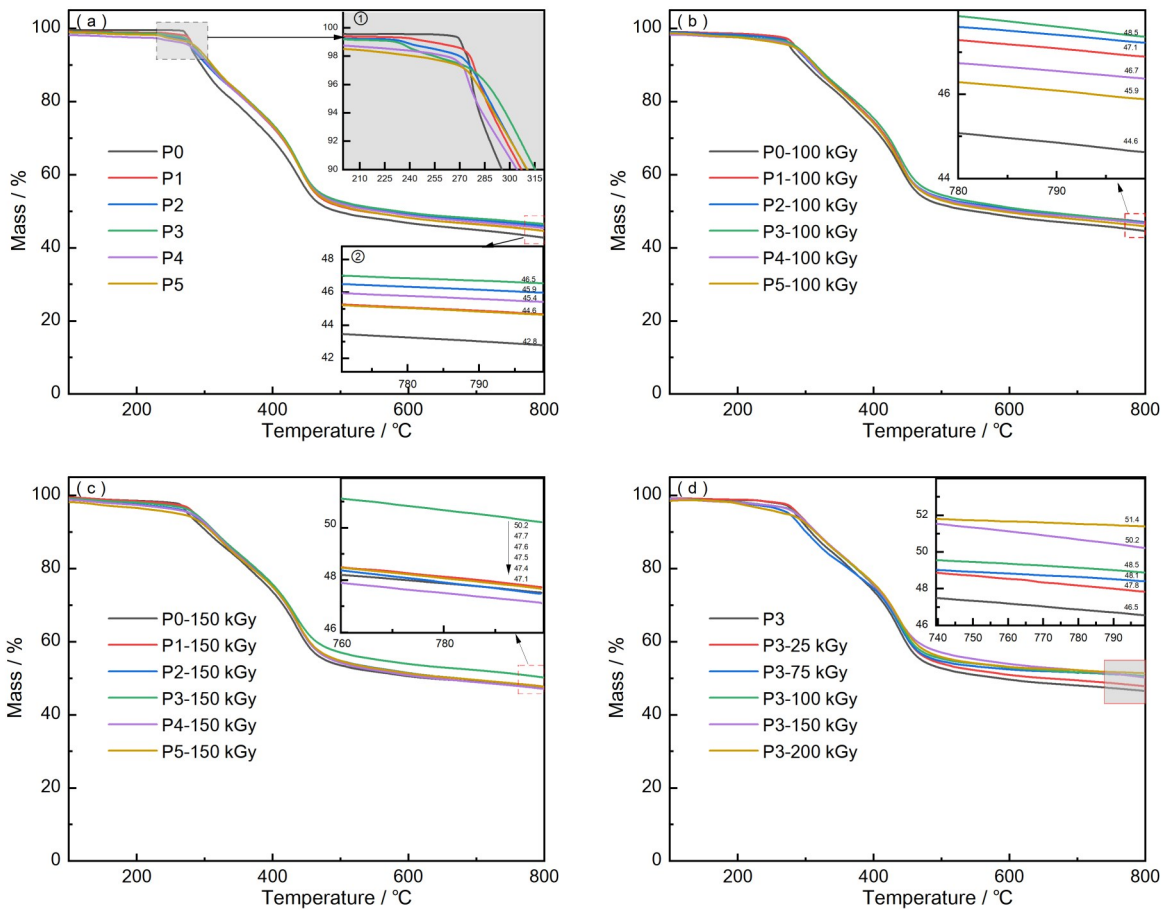 ( a )
Mass / %
100
80
60
40
20
0
200
400
600
800
Temperature / °C
P0
P1
P2
P3
P4
P5
①
100
98
96
94
92
90
210 225 240 255 270 285 300 315
②
48
46
44
42
46.5
45.9
45.4
44.6
42.8
780 790
( b )
Mass / %
100
80
60
40
20
0
200
400
600
800
Temperature / °C
P0-100 kGy
P1-100 kGy
P2-100 kGy
P3-100 kGy
P4-100 kGy
P5-100 kGy
46
44
48.5
47.1
46.7
45.9
44.6
780 790
( c )
Mass / %
100
80
60
40
20
0
200
400
600
800
Temperature / °C
P0-150 kGy
P1-150 kGy
P2-150 kGy
P3-150 kGy
P4-150 kGy
P5-150 kGy
50
48
46
50.2
47.7
47.6
47.5
47.4
47.1
760 780
( d )
Mass / %
100
80
60
40
20
0
200
400
600
800
Temperature / °C
P3
P3-25 kGy
P3-75 kGy
P3-100 kGy
P3-150 kGy
P3-200 kGy
53
52
51
50
49
48
47
46
51.4
50.2
48.5
48.1
47.8
46.5
740 750 760 770 780 790